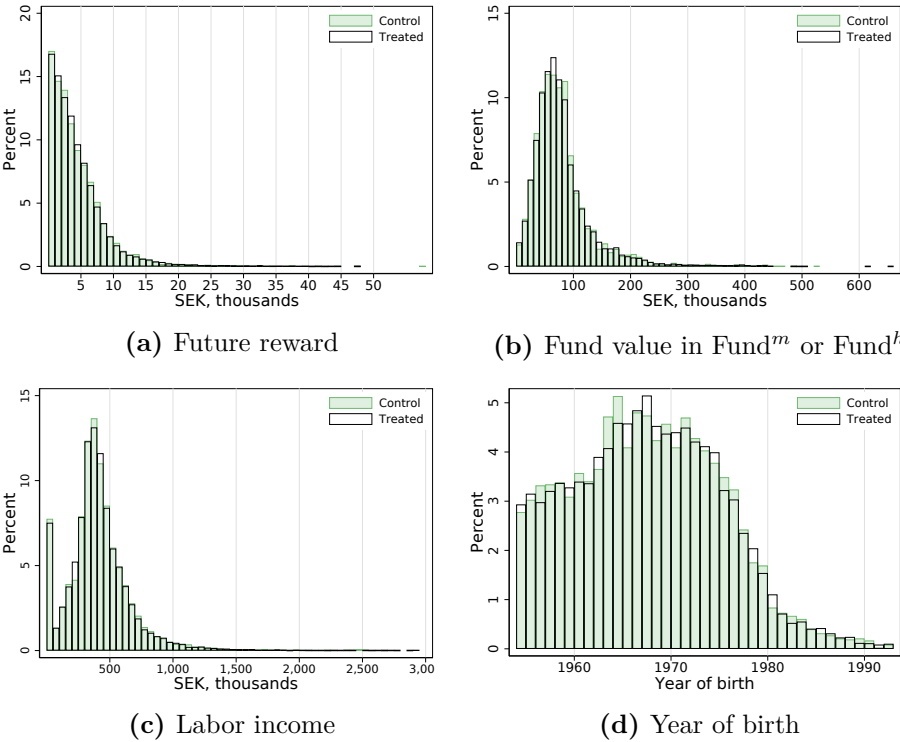 20
15
10
5
0
Percent
Control
Treated
5 10 15 20 25 30 35 40 45 50
SEK, thousands
(a) Future reward
15
10
5
0
Percent
Control
Treated
100 200 300 400 500 600
SEK, thousands
(b) Fund value in Fund^m or Fund^h
15
10
5
0
Percent
Control
Treated
500 1,000 1,500 2,000 2,500 3,00
SEK, thousands
(c) Labor income
5
4
3
2
1
0
Percent
Control
Treated
1960 1970 1980 1990
Year of birth
(d) Year of birth